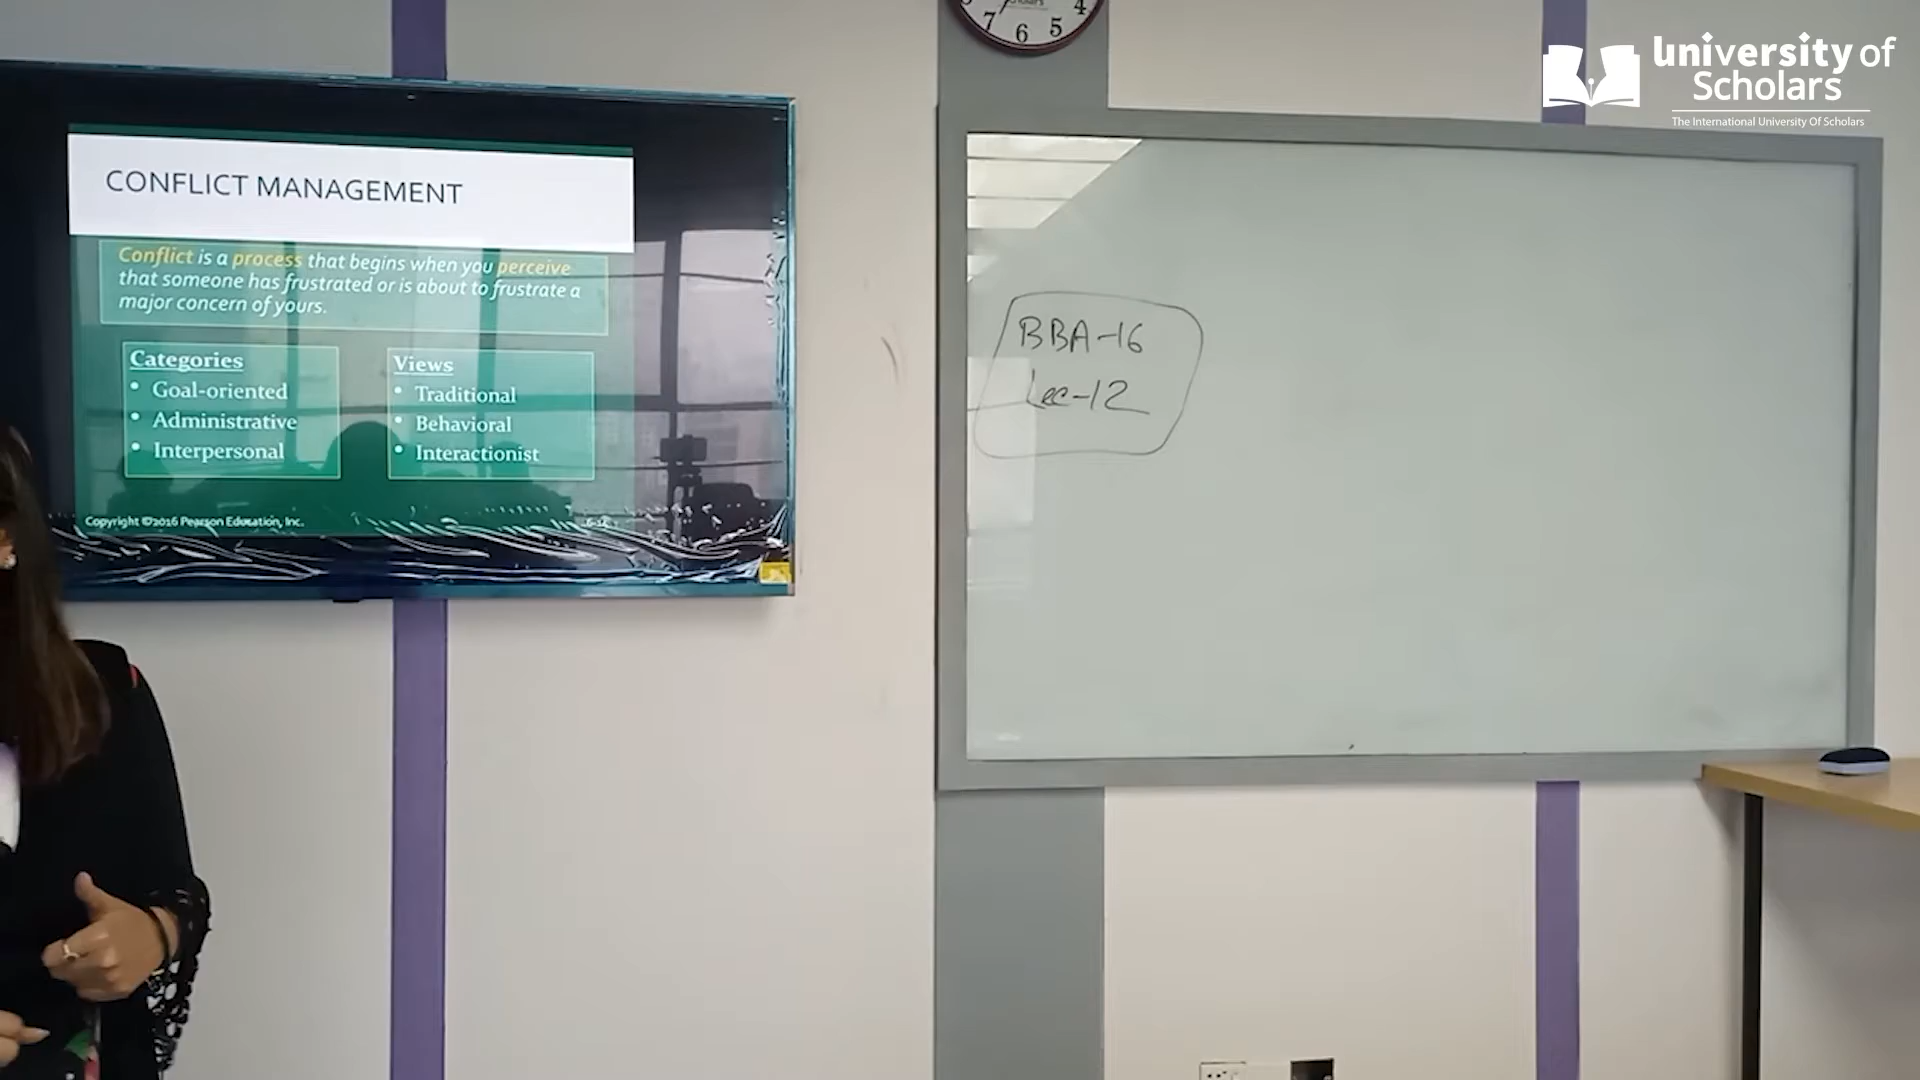 CONFLICT MANAGEMENT
Conflict is a process that begins when you perceive
that someone has frustrated or is about to frustrate a
major concern of yours.
Categories
• Goal-oriented
• Administrative
• Interpersonal
Views
• Traditional
• Behavioral
• Interactionist
Copyright ©2016 Pearson Education, Inc.
7 6 5 4
BBA-16
Lec-12
University of
Scholars
The International University Of Scholars